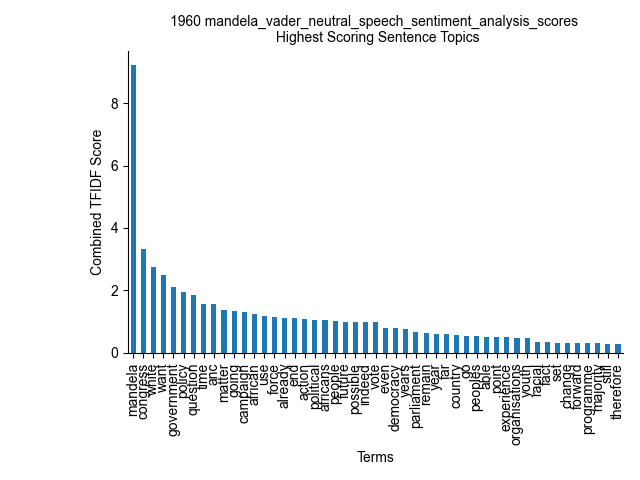 1960 mandela_vader_neutral_speech_sentiment_analysis_scores
Highest Scoring Sentence Topics
Combined TFIDF Score
8
6
4
2
0
mandela
congress
white
want
government
policy
question
time
anc
matter
going
campaign
african
use
force
already
end
action
political
africans
people
future
possible
indeed
vote
even
democracy
years
parliament
remain
year
far
country
go
peoples
able
point
experience
organisations
youth
racial
fact
set
change
forward
programme
majority
still
therefore
Terms